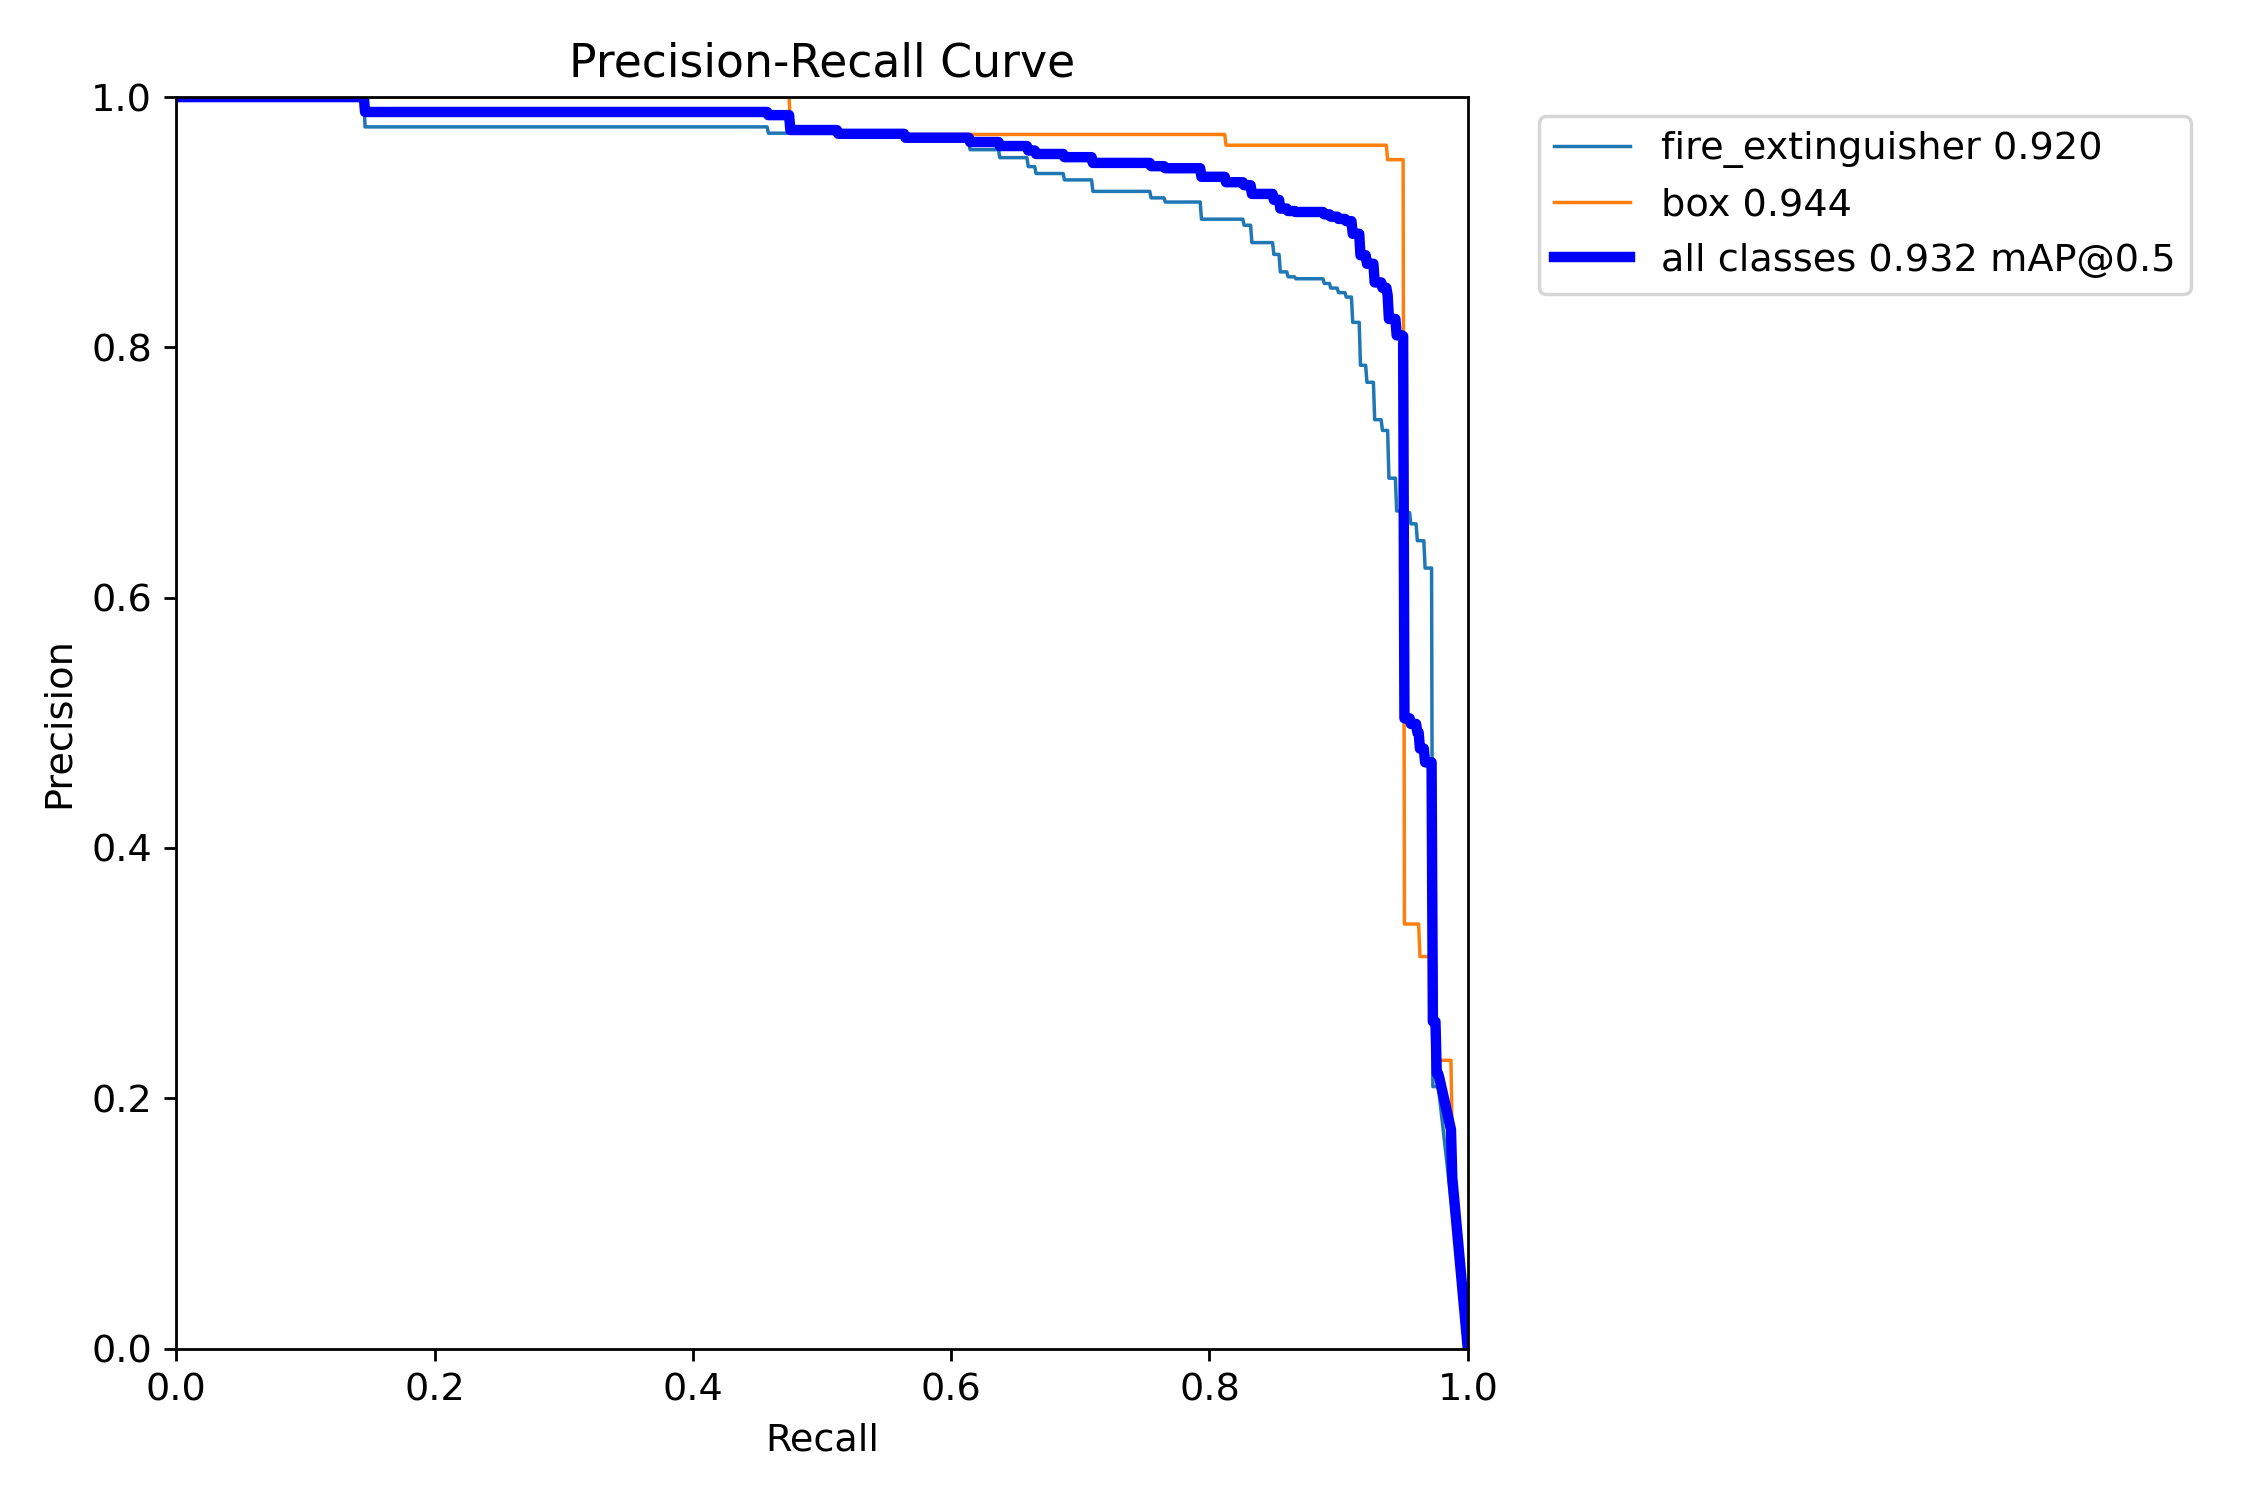 Precision-Recall Curve
1.0
0.8
0.6
0.4
0.2
0.0
Precision
0.0 0.2 0.4 0.6 0.8 1.0
Recall
fire_extinguisher 0.920
box 0.944
all classes 0.932 mAP@0.5